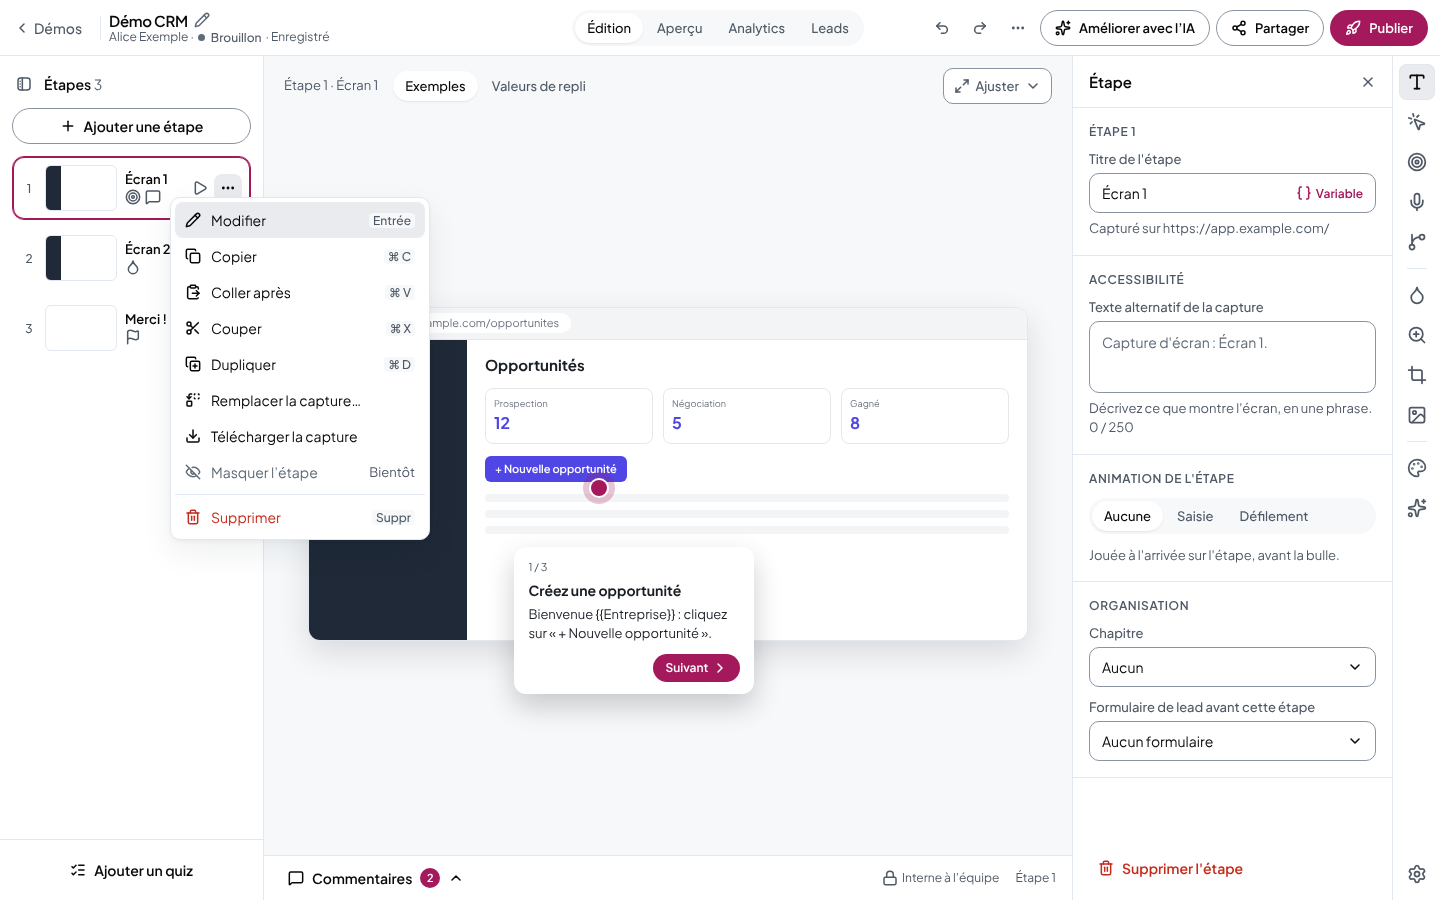 Démos
Démo CRM
Alice Exemple · Brouillon · Enregistré
Édition
Aperçu
Analytics
Leads
Améliorer avec l'IA
Partager
Publier
Étapes 3
Ajouter une étape
1
Écran 1
2
Écran 2
3
Merci !
Modifier Entrée
Copier ⌘ C
Coller après ⌘ V
Couper ⌘ X
Dupliquer ⌘ D
Remplacer la capture…
Télécharger la capture
Masquer l'étape Bientôt
Supprimer Suppr
Ajouter un quiz
Étape 1 · Écran 1
Exemples
Valeurs de repli
Ajuster
ample.com/opportunites
Opportunités
Prospection
12
Négociation
5
Gagné
8
+ Nouvelle opportunité
1 / 3
Créez une opportunité
Bienvenue {{Entreprise}} : cliquez
sur « + Nouvelle opportunité ».
Suivant
Commentaires 2
Interne à l'équipe
Étape 1
Étape
ÉTAPE 1
Titre de l'étape
Écran 1
{ } Variable
Capturé sur https://app.example.com/
ACCESSIBILITÉ
Texte alternatif de la capture
Capture d'écran : Écran 1.
Décrivez ce que montre l'écran, en une phrase.
0 / 250
ANIMATION DE L'ÉTAPE
Aucune
Saisie
Défilement
Jouée à l'arrivée sur l'étape, avant la bulle.
ORGANISATION
Chapitre
Aucun
Formulaire de lead avant cette étape
Aucun formulaire
Supprimer l'étape